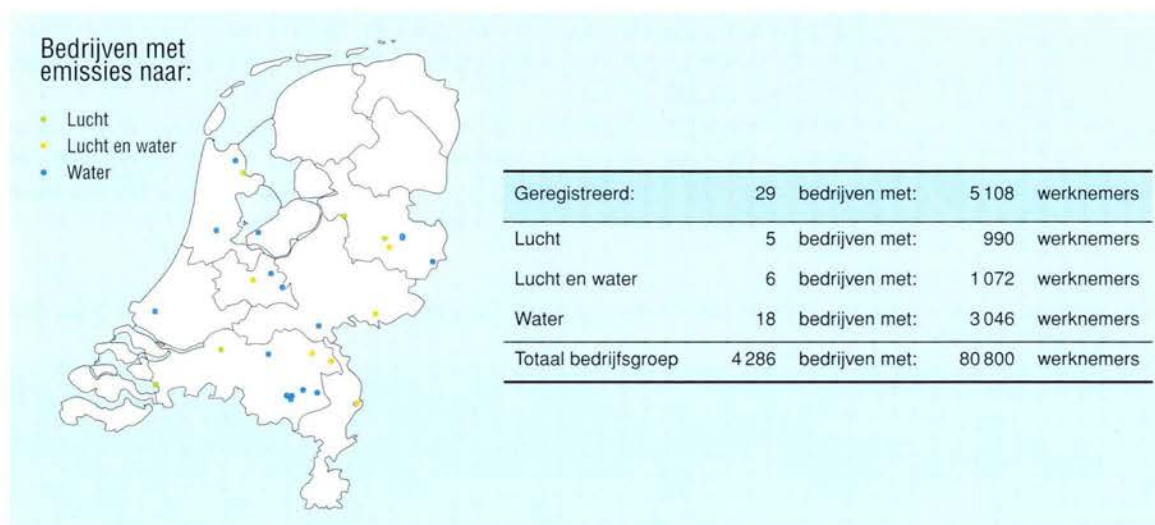 Bedrijven met
emissies naar:
Lucht
Lucht en water
Water
Geregistreerd: 29 bedrijven met: 5 108 werknemers
Lucht 5 bedrijven met: 990 werknemers
Lucht en water 6 bedrijven met: 1 072 werknemers
Water 18 bedrijven met: 3 046 werknemers
Totaal bedrijfsgroep 4 286 bedrijven met: 80 800 werknemers